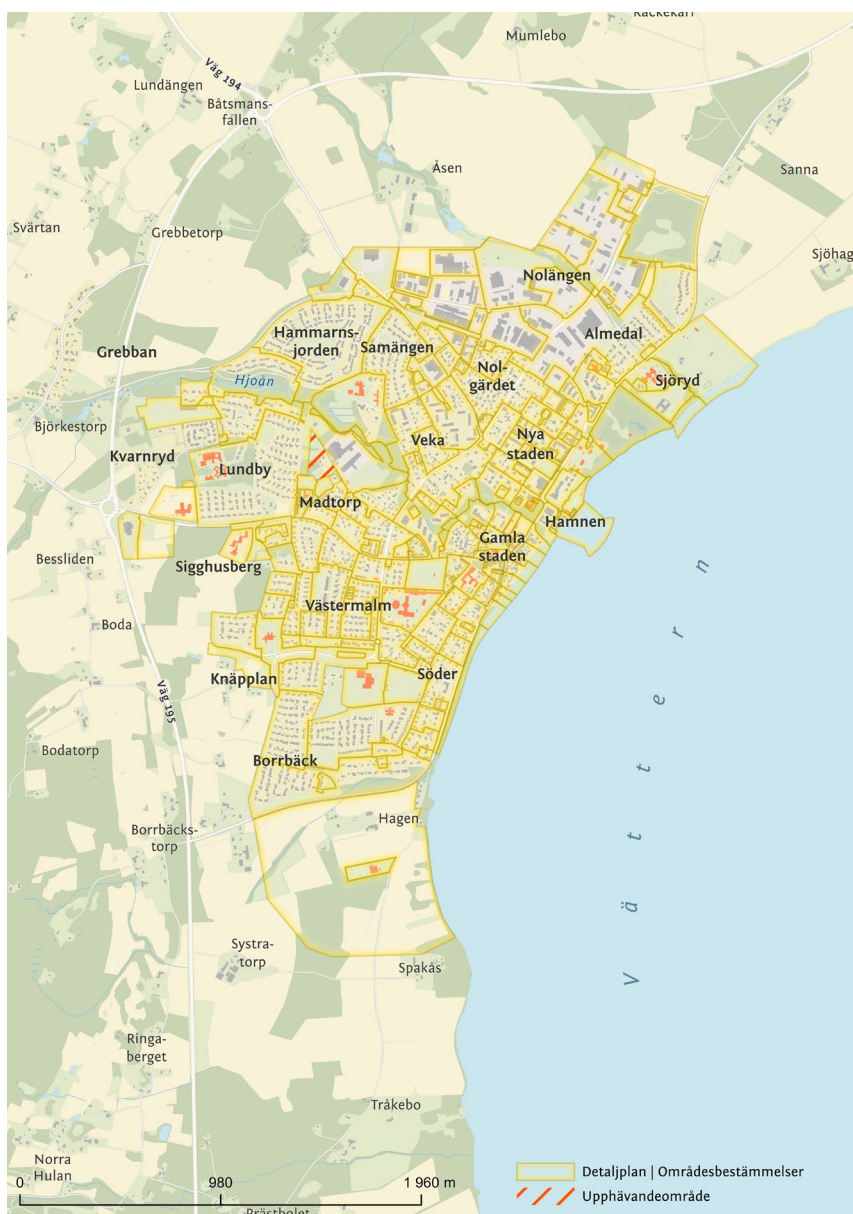 Räckekärr
Mumlebo
Väg 194
Lundängen
Båtsmans-
fallen
Åsen
Sanna
Svärtan
Grebbetorp
Sjöhag
Nolängen
Hammarns-
jorden
Samängen
Almedal
Grebban
Nol-
gärdet
Hjoån
Sjöryd
Björkestorp
Veka
Nya
staden
Kvarnryd
Lundby
Madtorp
Hamnen
Gamla
staden
Bessliden
Sigghusberg
Västermalm
Boda
Knäpplan
Söder
Väg 195
Bodatorp
Borrbäck
Hagen
Borrbäcks-
torp
Systra-
torp
Spakås
Vättern
Ringa-
berget
Tråkebo
Norra
Hulan
Detaljplan | Områdesbestämmelser
Upphävandeområde
0 980 1 960 m
Prästbolet